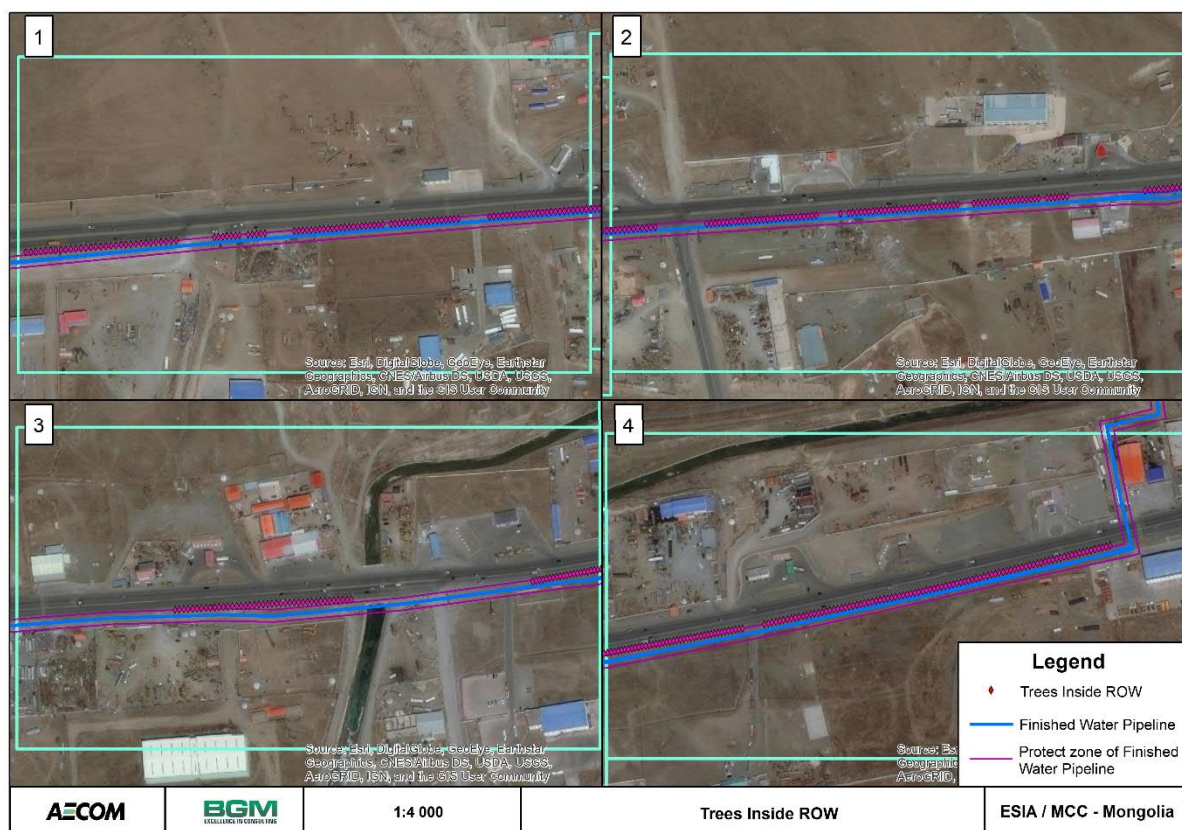 1
2
Source: Esri, DigitalGlobe, GeoEye, Earthstar
Geographics, CNES/Airbus DS, USDA, USGS,
AeroGRID, IGN, and the GIS User Community
Source: Esri, DigitalGlobe, GeoEye, Earthstar
Geographics, CNES/Airbus DS, USDA, USGS,
AeroGRID, IGN, and the GIS User Community
3
4
Source: Esri, DigitalGlobe, GeoEye, Earthstar
Geographics, CNES/Airbus DS, USDA, USGS,
AeroGRID, IGN, and the GIS User Community
Source: Es
Geographic
AeroGRID,
Legend
Trees Inside ROW
Finished Water Pipeline
Protect zone of Finished
Water Pipeline
AECOM
BGM
EXCELLENCE IN CONSULTING
1:4 000
Trees Inside ROW
ESIA / MCC - Mongolia